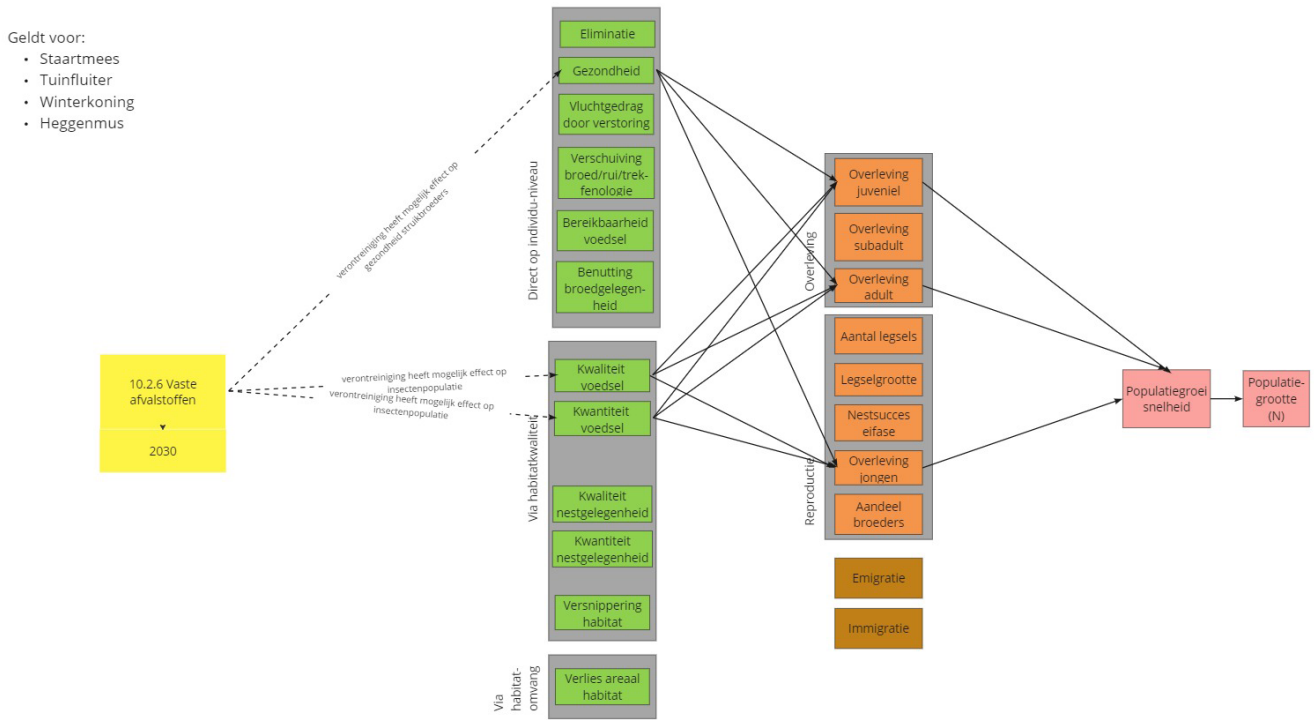 Geldt voor:
• Staartmees
• Tuinfluiter
• Winterkoning
• Heggenmus
10.2.6 Vaste
afvalstoffen
2030
verontreiniging heeft mogelijk effect op
gezondheid struikbroeders
verontreiniging heeft mogelijk effect op
insectenpopulatie
verontreiniging heeft mogelijk effect op
insectenpopulatie
Direct op individu-niveau
Eliminatie
Gezondheid
Vluchtgedrag
door verstoring
Verschuiving
broed/rui/trek-
fenologie
Bereikbaarheid
voedsel
Benutting
broedgelegen-
heid
Via habitatkwaliteit
Kwaliteit
voedsel
Kwantiteit
voedsel
Kwaliteit
nestgelegenheid
Kwantiteit
nestgelegenheid
Versnippering
habitat
Via
habitat-
omvang
Verlies areaal
habitat
Overleving
Overleving
juveniel
Overleving
subadult
Overleving
adult
Reproductie
Aantal legsels
Legselgrootte
Nestsucces
eifase
Overleving
jongen
Aandeel
broeders
Emigratie
Immigratie
Populatiegroei
snelheid
Populatie-
grootte
(N)